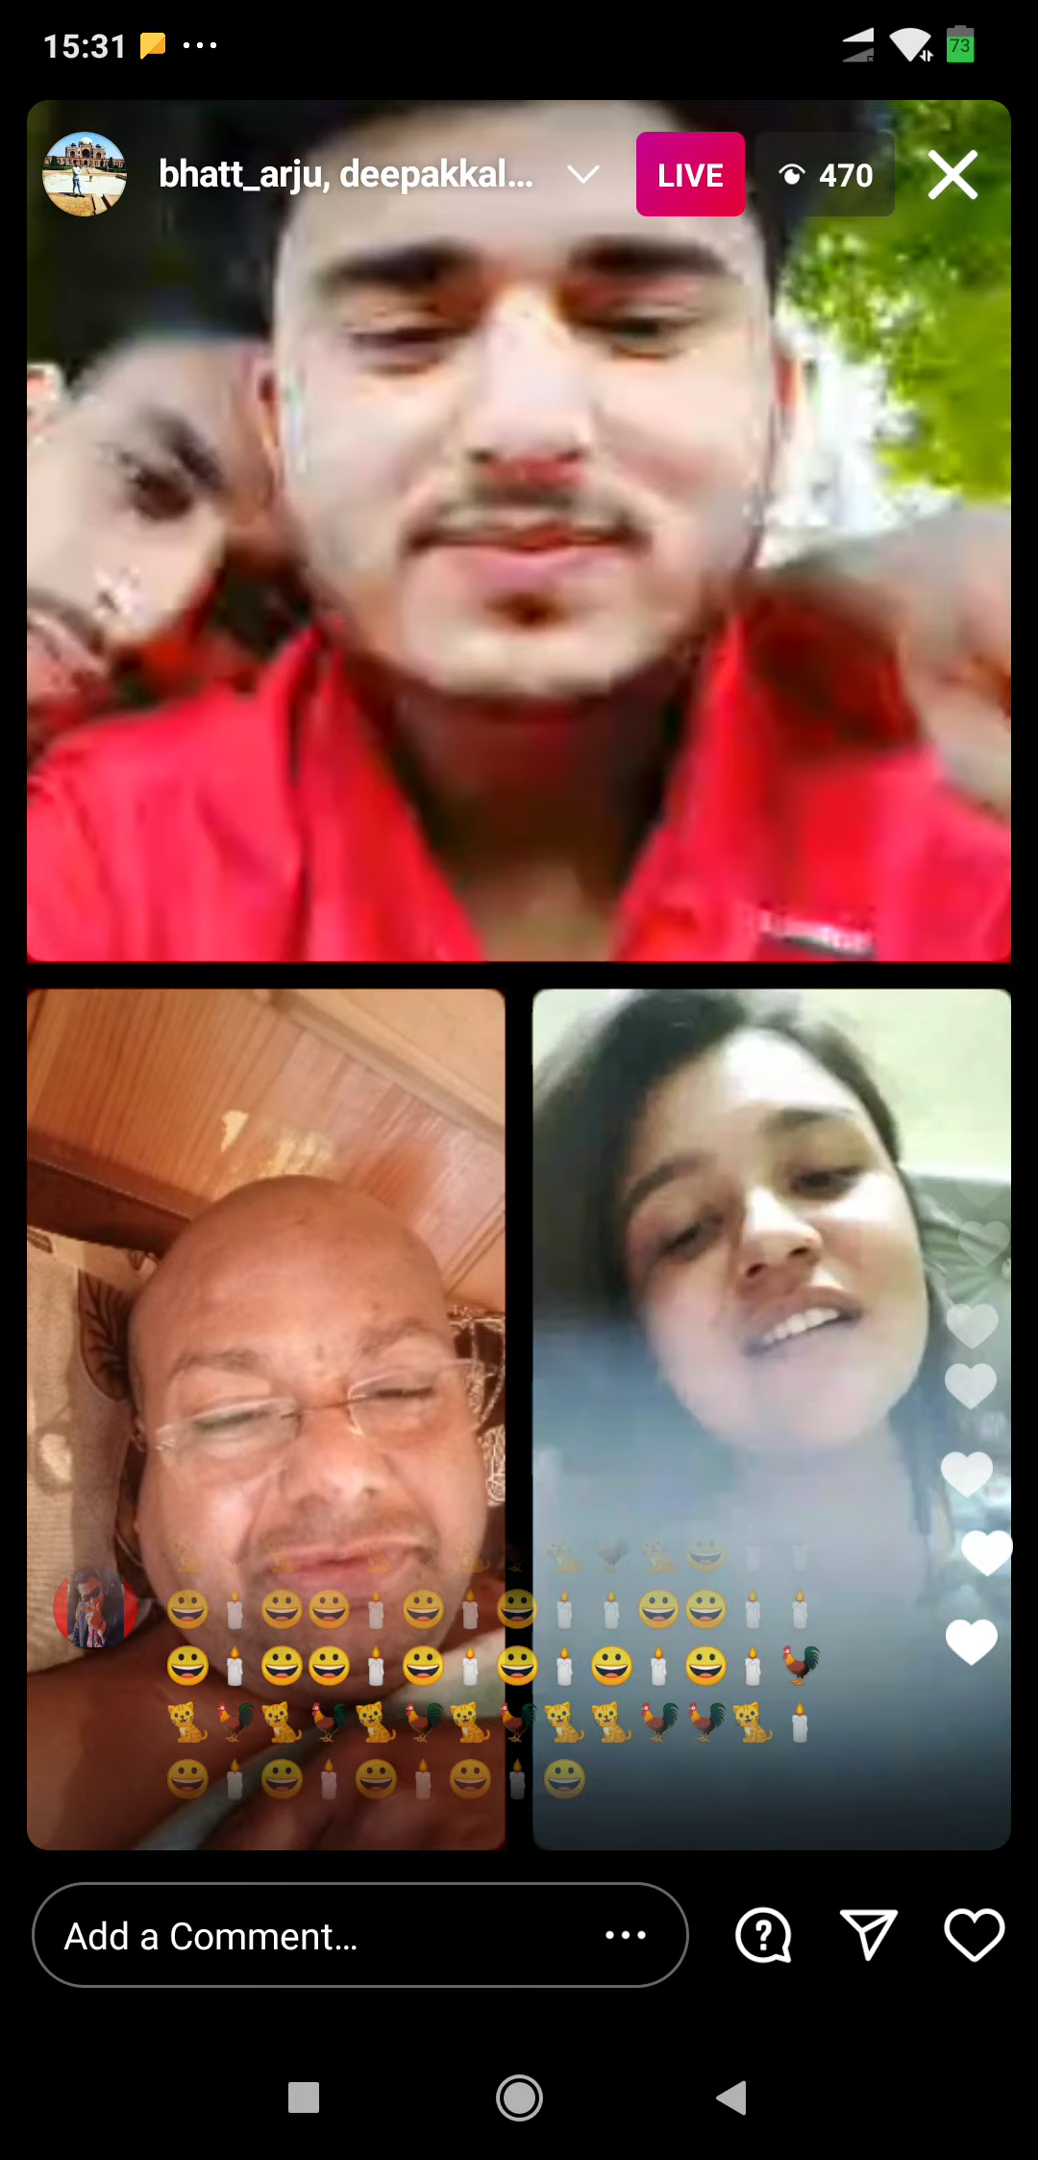 15:31
73
bhatt_arju, deepakkal...
LIVE
470
😀🕯😀😀🕯😀🕯😀🕯🕯😀😀🕯🕯
😀🕯😀😀🕯😀🕯😀🕯😀🕯😀🕯🐓
🐱🐓🐱🐓🐱🐓🐱🐓🐱🐱🐓🐓🐱🕯
😀🕯😀🕯😀🕯😀🕯😀
Add a Comment...